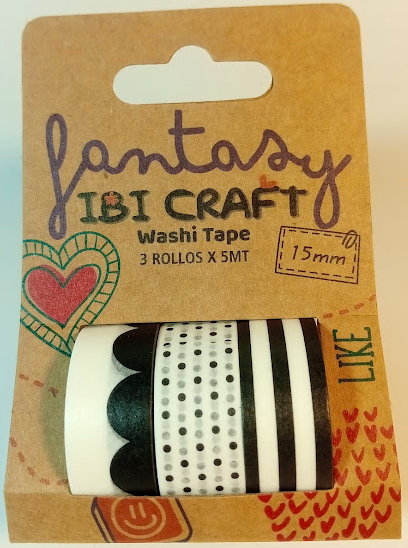 fantasy
IBI CRAFT
Washi Tape
3 ROLLOS X 5MT
15mm
LIKE